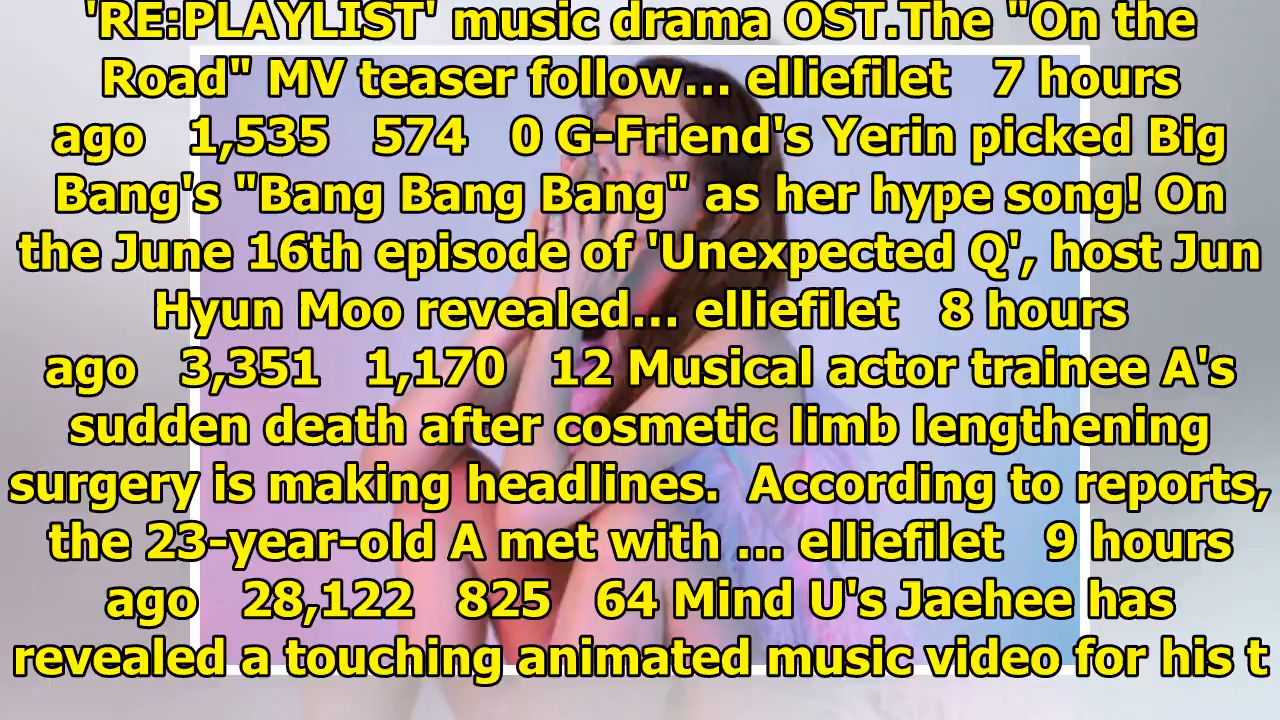 'RE:PLAYLIST' music drama OST.The "On the
Road" MV teaser follow... elliefilet 7 hours
ago 1,535 574 0 G-Friend's Yerin picked Big
Bang's "Bang Bang Bang" as her hype song! On
the June 16th episode of 'Unexpected Q', host Jun
Hyun Moo revealed... elliefilet 8 hours
ago 3,351 1,170 12 Musical actor trainee A's
sudden death after cosmetic limb lengthening
surgery is making headlines. According to reports,
the 23-year-old A met with ... elliefilet 9 hours
ago 28,122 825 64 Mind U's Jaehee has
revealed a touching animated music video for his t